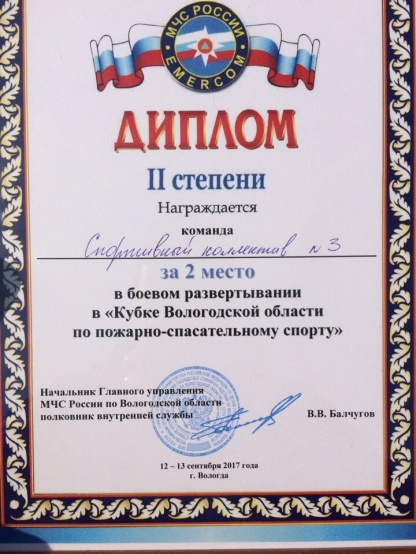 МЧС РОССИИ
EMERCOM
ДИПЛОМ
II степени
Награждается
команда
Спортивный коллектив №3
за 2 место
в боевом развертывании
в «Кубке Вологодской области
по пожарно-спасательному спорту»
Начальник Главного управления
МЧС России по Вологодской области
полковник внутренней службы
В.В. Балчугов
12 – 13 сентября 2017 года
г. Вологда